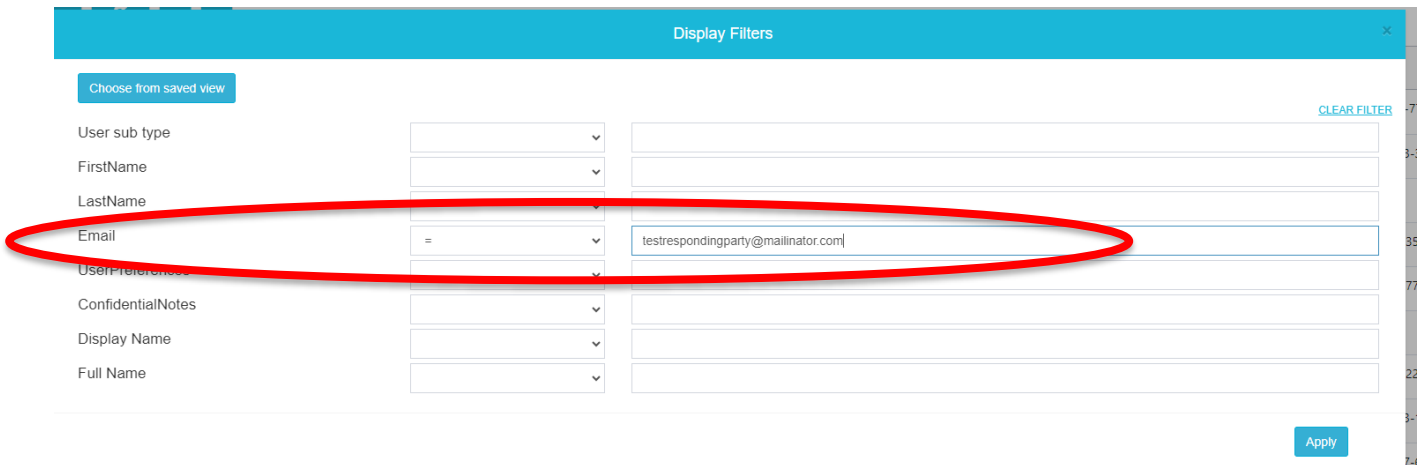 Display Filters ×
Choose from saved view
CLEAR FILTER
User sub type
FirstName
LastName
Email = testrespondingparty@mailinator.com
UserPreferences
ConfidentialNotes
Display Name
Full Name
Apply